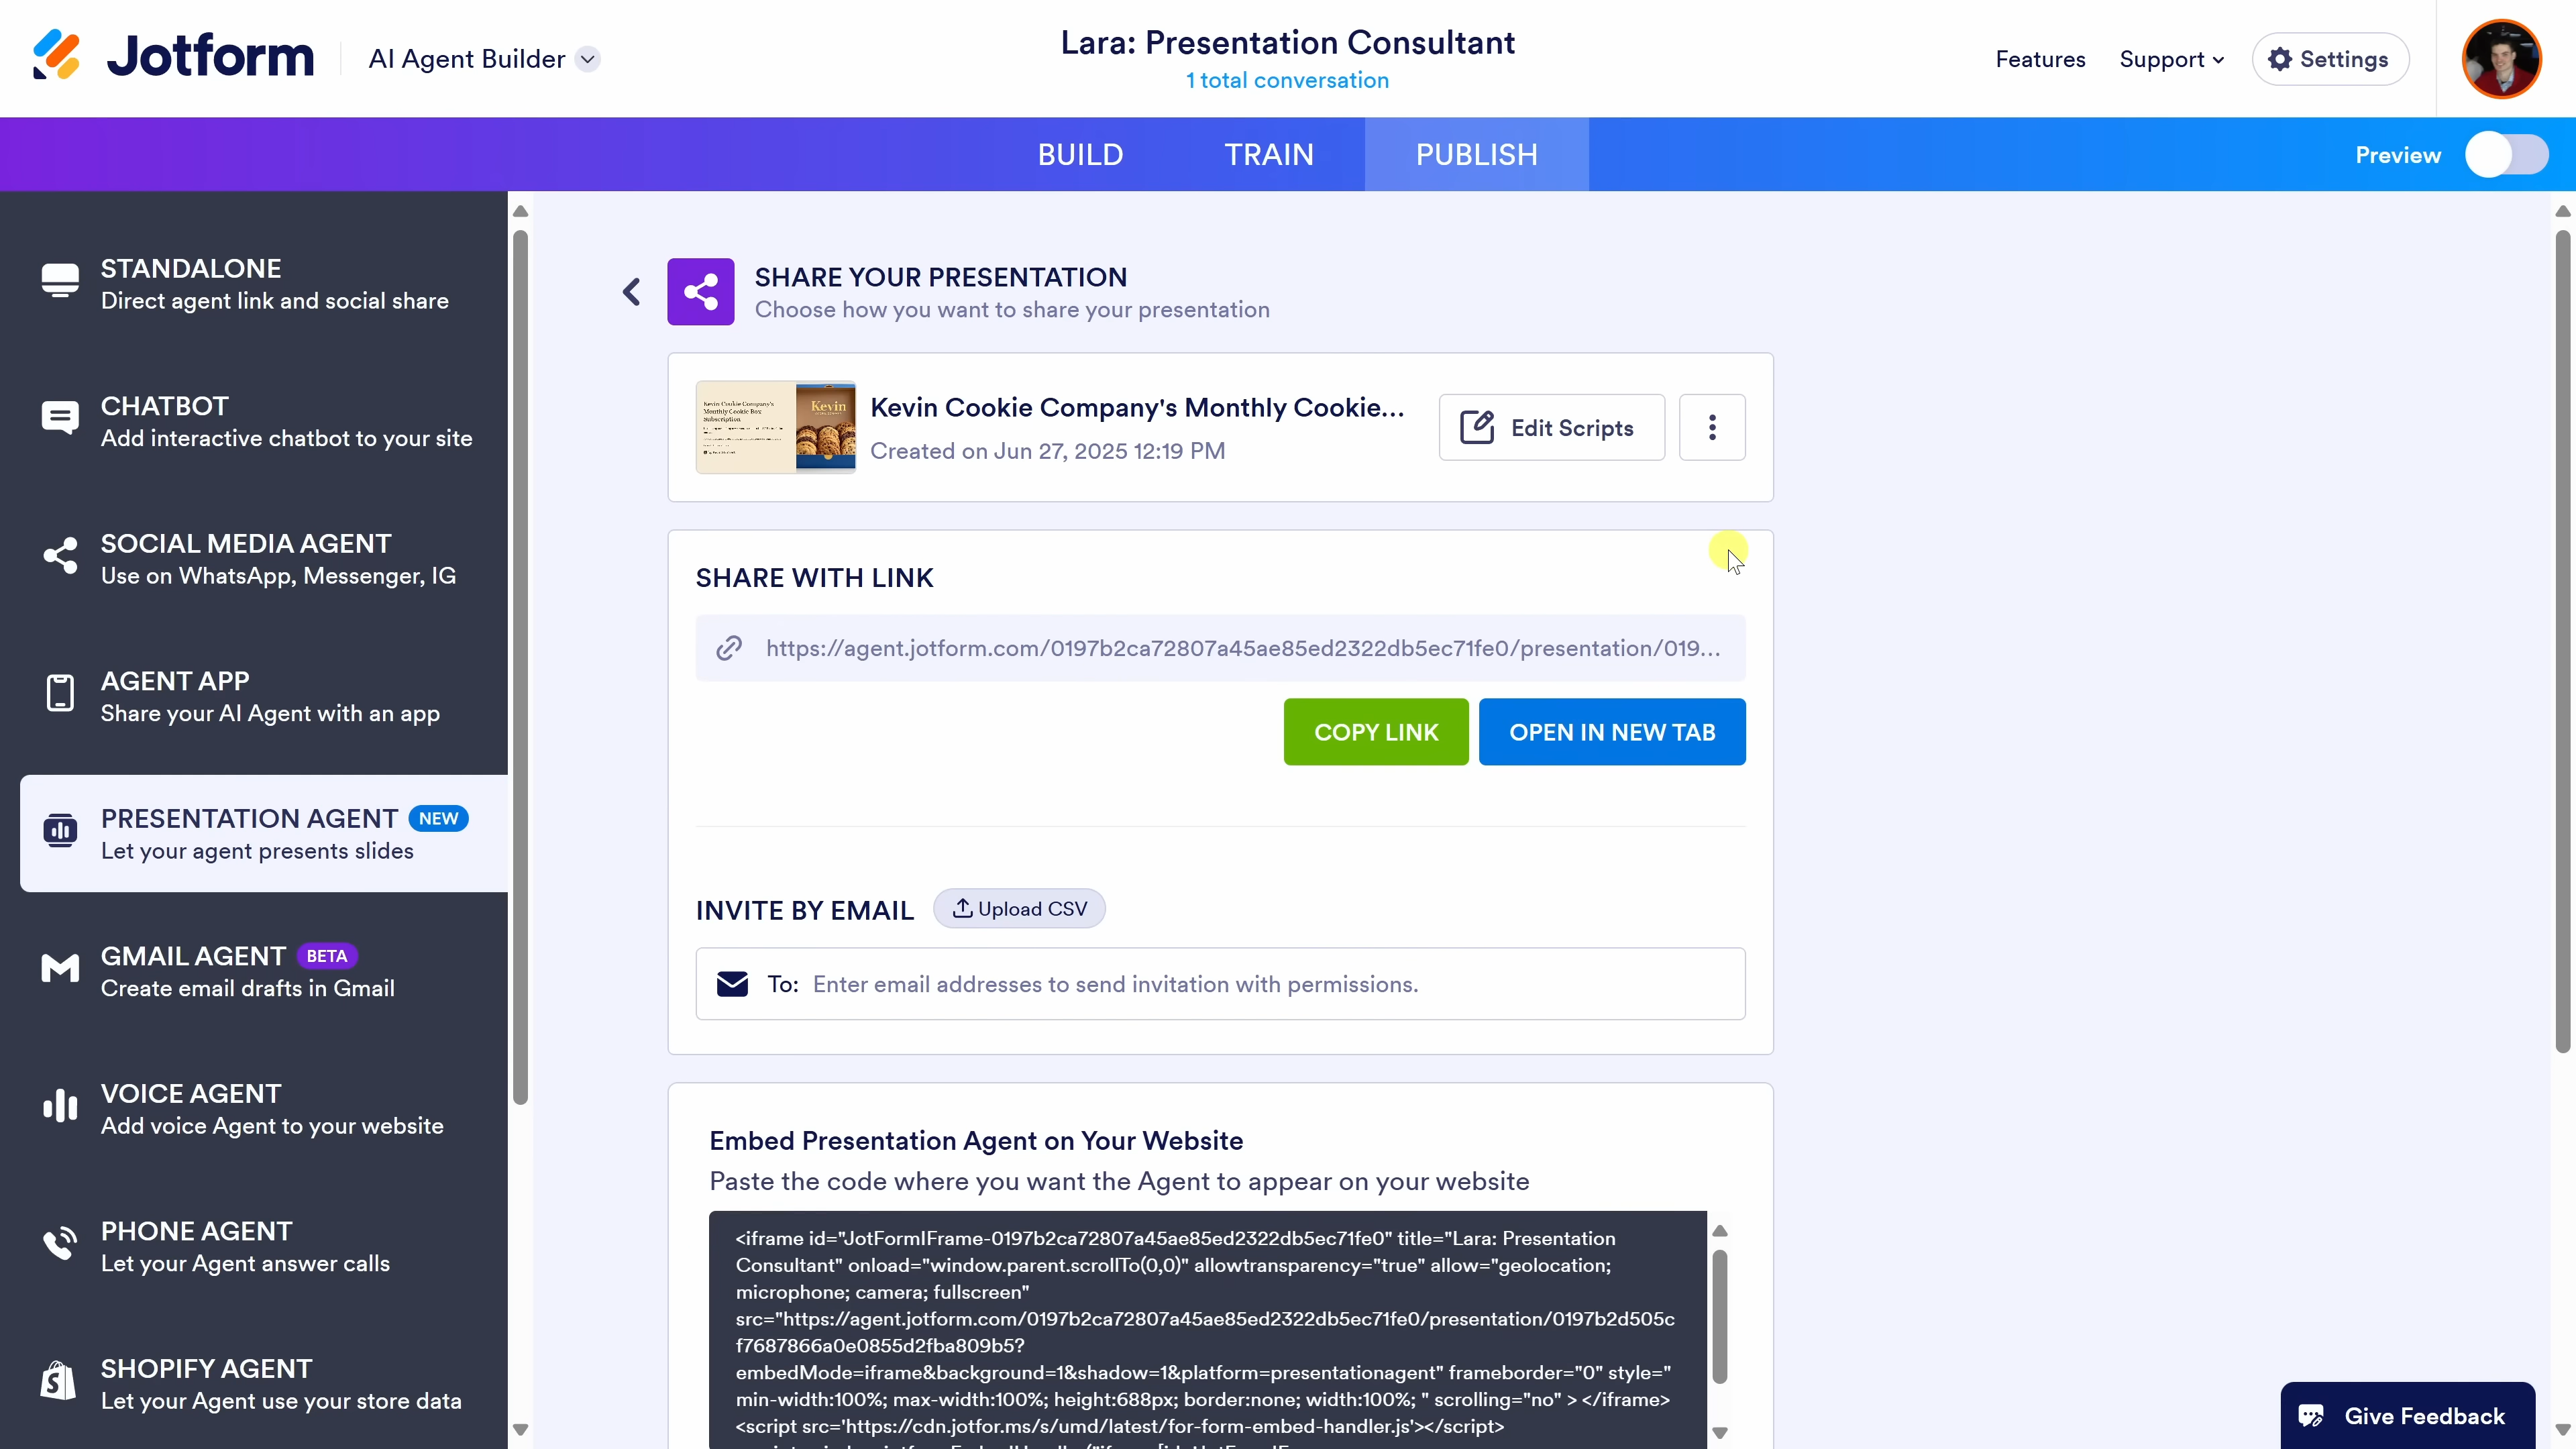 Jotform
AI Agent Builder
Lara: Presentation Consultant
1 total conversation
Features
Support
Settings
BUILD
TRAIN
PUBLISH
Preview
STANDALONE
Direct agent link and social share
CHATBOT
Add interactive chatbot to your site
SOCIAL MEDIA AGENT
Use on WhatsApp, Messenger, IG
AGENT APP
Share your AI Agent with an app
PRESENTATION AGENT NEW
Let your agent presents slides
GMAIL AGENT BETA
Create email drafts in Gmail
VOICE AGENT
Add voice Agent to your website
PHONE AGENT
Let your Agent answer calls
SHOPIFY AGENT
Let your Agent use your store data
SHARE YOUR PRESENTATION
Choose how you want to share your presentation
Kevin Cookie Company's
Monthly Cookie Box
Subscription
Kevin
Kevin Cookie Company's Monthly Cookie...
Created on Jun 27, 2025 12:19 PM
Edit Scripts
SHARE WITH LINK
https://agent.jotform.com/0197b2ca72807a45ae85ed2322db5ec71fe0/presentation/019...
COPY LINK
OPEN IN NEW TAB
INVITE BY EMAIL
Upload CSV
To: Enter email addresses to send invitation with permissions.
Embed Presentation Agent on Your Website
Paste the code where you want the Agent to appear on your website
<iframe id="JotFormIFrame-0197b2ca72807a45ae85ed2322db5ec71fe0" title="Lara: Presentation
Consultant" onload="window.parent.scrollTo(0,0)" allowtransparency="true" allow="geolocation;
microphone; camera; fullscreen"
src="https://agent.jotform.com/0197b2ca72807a45ae85ed2322db5ec71fe0/presentation/0197b2d505c
f7687866a0e0855d2fba809b5?
embedMode=iframe&background=1&shadow=1&platform=presentationagent" frameborder="0" style="
min-width:100%; max-width:100%; height:688px; border:none; width:100%; " scrolling="no" > </iframe>
<script src='https://cdn.jotfor.ms/s/umd/latest/for-form-embed-handler.js'></script>
Give Feedback